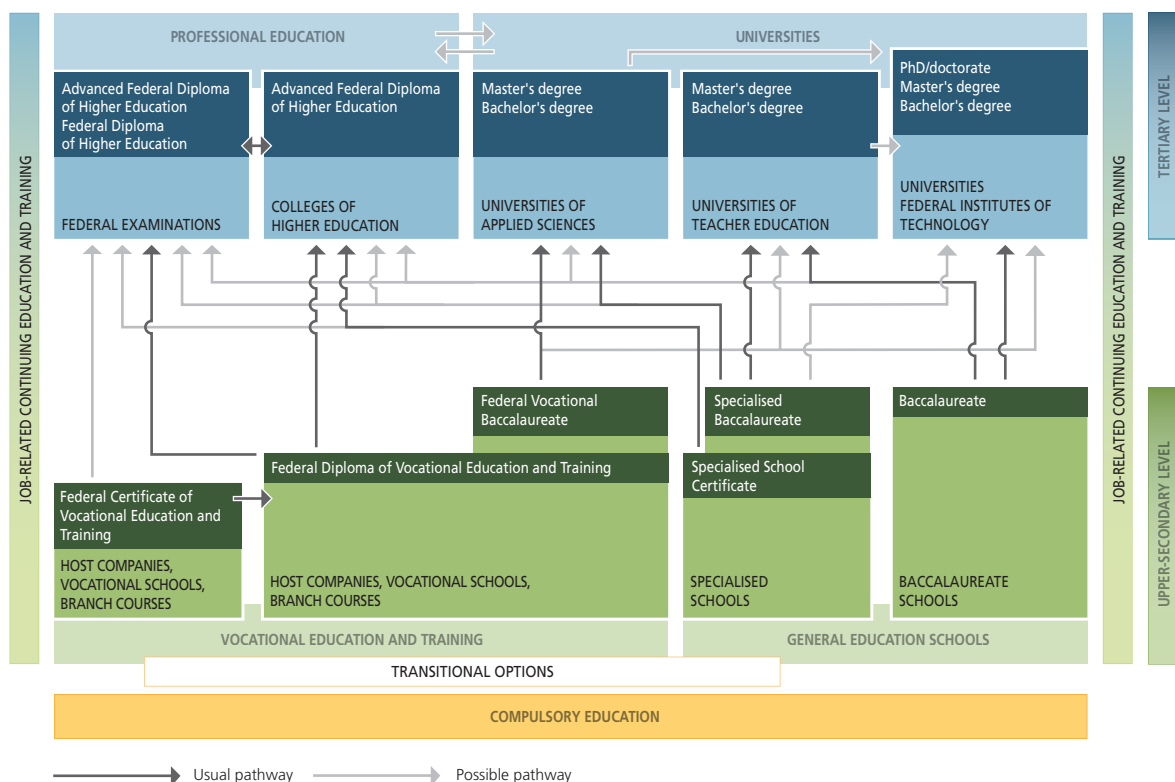 PROFESSIONAL EDUCATION
UNIVERSITIES
Advanced Federal Diploma
of Higher Education
Federal Diploma
of Higher Education
FEDERAL EXAMINATIONS
Advanced Federal Diploma
of Higher Education
COLLEGES OF
HIGHER EDUCATION
Master's degree
Bachelor's degree
UNIVERSITIES OF
APPLIED SCIENCES
Master's degree
Bachelor's degree
UNIVERSITIES OF
TEACHER EDUCATION
PhD/doctorate
Master's degree
Bachelor's degree
UNIVERSITIES
FEDERAL INSTITUTES OF
TECHNOLOGY
JOB-RELATED CONTINUING EDUCATION AND TRAINING
JOB-RELATED CONTINUING EDUCATION AND TRAINING
TERTIARY LEVEL
UPPER-SECONDARY LEVEL
Federal Vocational
Baccalaureate
Specialised
Baccalaureate
Baccalaureate
Federal Diploma of Vocational Education and Training
Specialised School
Certificate
Federal Certificate of
Vocational Education and
Training
HOST COMPANIES,
VOCATIONAL SCHOOLS,
BRANCH COURSES
HOST COMPANIES, VOCATIONAL SCHOOLS,
BRANCH COURSES
SPECIALISED
SCHOOLS
BACCALAUREATE
SCHOOLS
VOCATIONAL EDUCATION AND TRAINING
GENERAL EDUCATION SCHOOLS
TRANSITIONAL OPTIONS
COMPULSORY EDUCATION
Usual pathway
Possible pathway